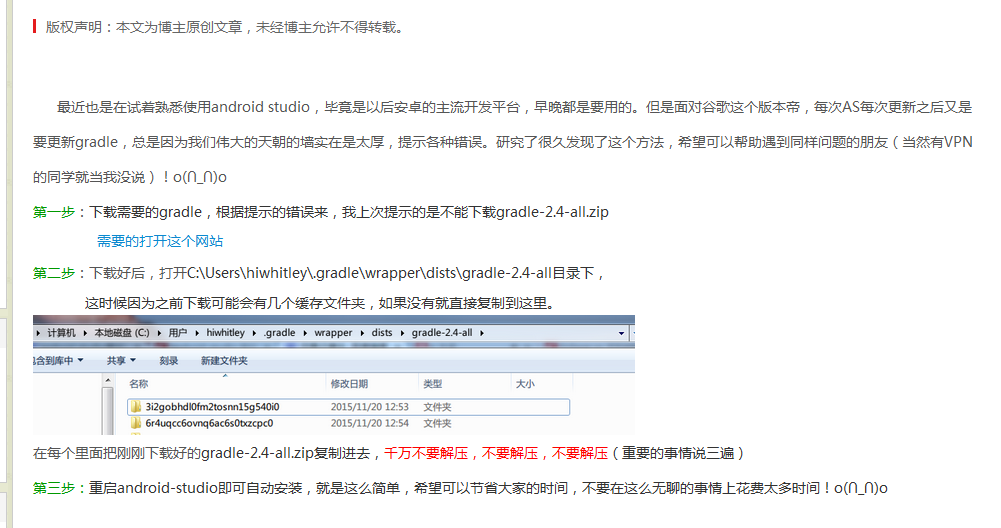 版权声明：本文为博主原创文章，未经博主允许不得转载。
最近也是在试着熟悉使用android studio，毕竟是以后安卓的主流开发平台，早晚都是要用的。但是面对谷歌这个版本帝，每次AS每次更新之后又是
要更新gradle，总是因为我们伟大的天朝的墙实在是太厚，提示各种错误。研究了很久发现了这个方法，希望可以帮助遇到同样问题的朋友（当然有VPN
的同学就当我没说）！o(∩_∩)o
第一步：下载需要的gradle，根据提示的错误来，我上次提示的是不能下载gradle-2.4-all.zip
需要的打开这个网站
第二步：下载好后，打开C:\Users\hiwhitley\.gradle\wrapper\dists\gradle-2.4-all目录下，
这时候因为之前下载可能会有几个缓存文件夹，如果没有就直接复制到这里。
计算机 本地磁盘 (C:) 用户 hiwhitley .gradle wrapper dists gradle-2.4-all
包含到库中 共享 刻录 新建文件夹
名称 修改日期 类型 大小
3i2gobhdl0fm2tosnn15g540i0 2015/11/20 12:53 文件夹
6r4uqcc6ovnq6ac6s0txzcpc0 2015/11/20 12:54 文件夹
在每个里面把刚刚下载好的gradle-2.4-all.zip复制进去，千万不要解压，不要解压，不要解压（重要的事情说三遍）
第三步：重启android-studio即可自动安装，就是这么简单，希望可以节省大家的时间，不要在这么无聊的事情上花费太多时间！o(∩_∩)o